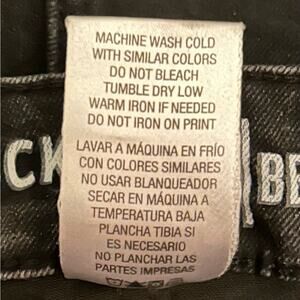 MACHINE WASH COLD
WITH SIMILAR COLORS
DO NOT BLEACH
TUMBLE DRY LOW
WARM IRON IF NEEDED
DO NOT IRON ON PRINT
LAVAR A MÁQUINA EN FRÍO
CON COLORES SIMILARES
NO USAR BLANQUEADOR
SECAR EN MÁQUINA A
TEMPERATURA BAJA
PLANCHA TIBIA SI
ES NECESARIO
NO PLANCHAR LAS
PARTES IMPRESAS
CK
BE